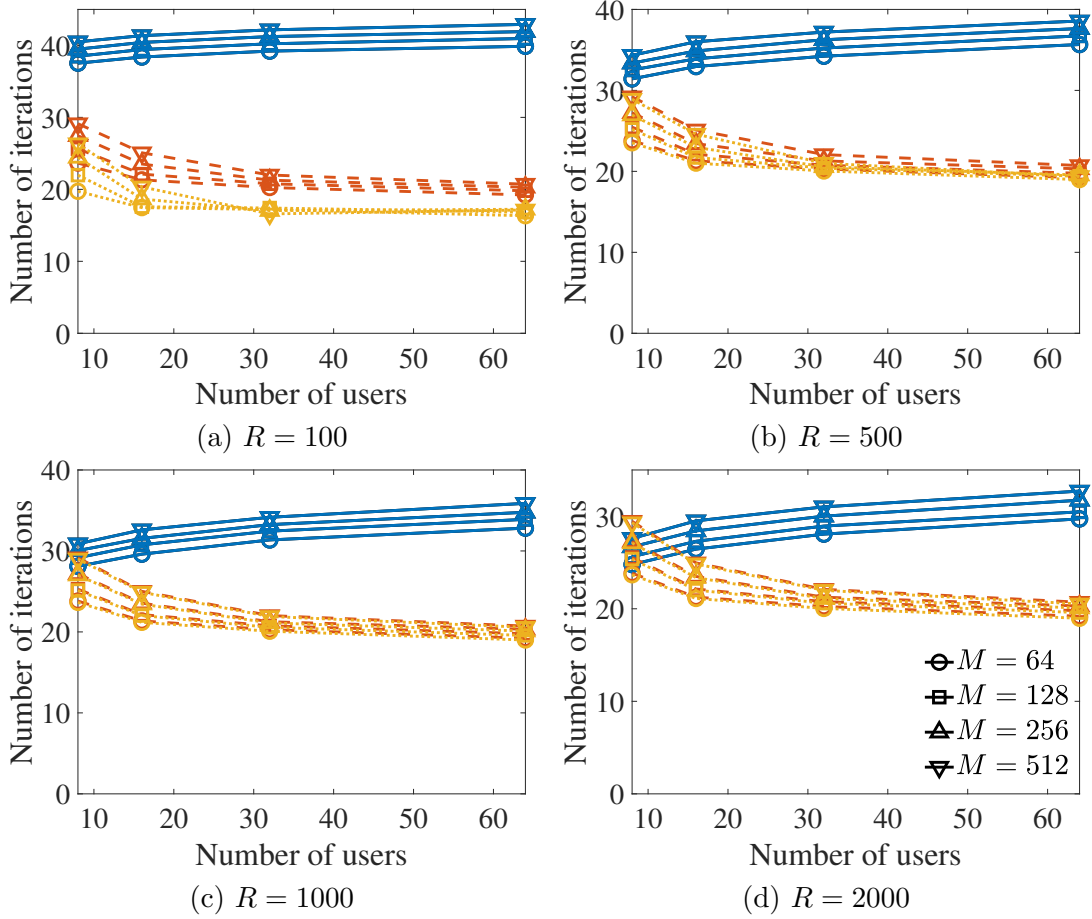 40
30
20
10
0
Number of iterations
10 20 30 40 50 60
Number of users
(a) R = 100
50
40
30
20
10
0
Number of iterations
10 20 30 40 50 60
Number of users
(b) R = 500
40
30
20
10
0
Number of iterations
10 20 30 40 50 60
Number of users
(c) R = 1000
30
20
10
0
Number of iterations
10 20 30 40 50 60
Number of users
M = 64
M = 128
M = 256
M = 512
(d) R = 2000